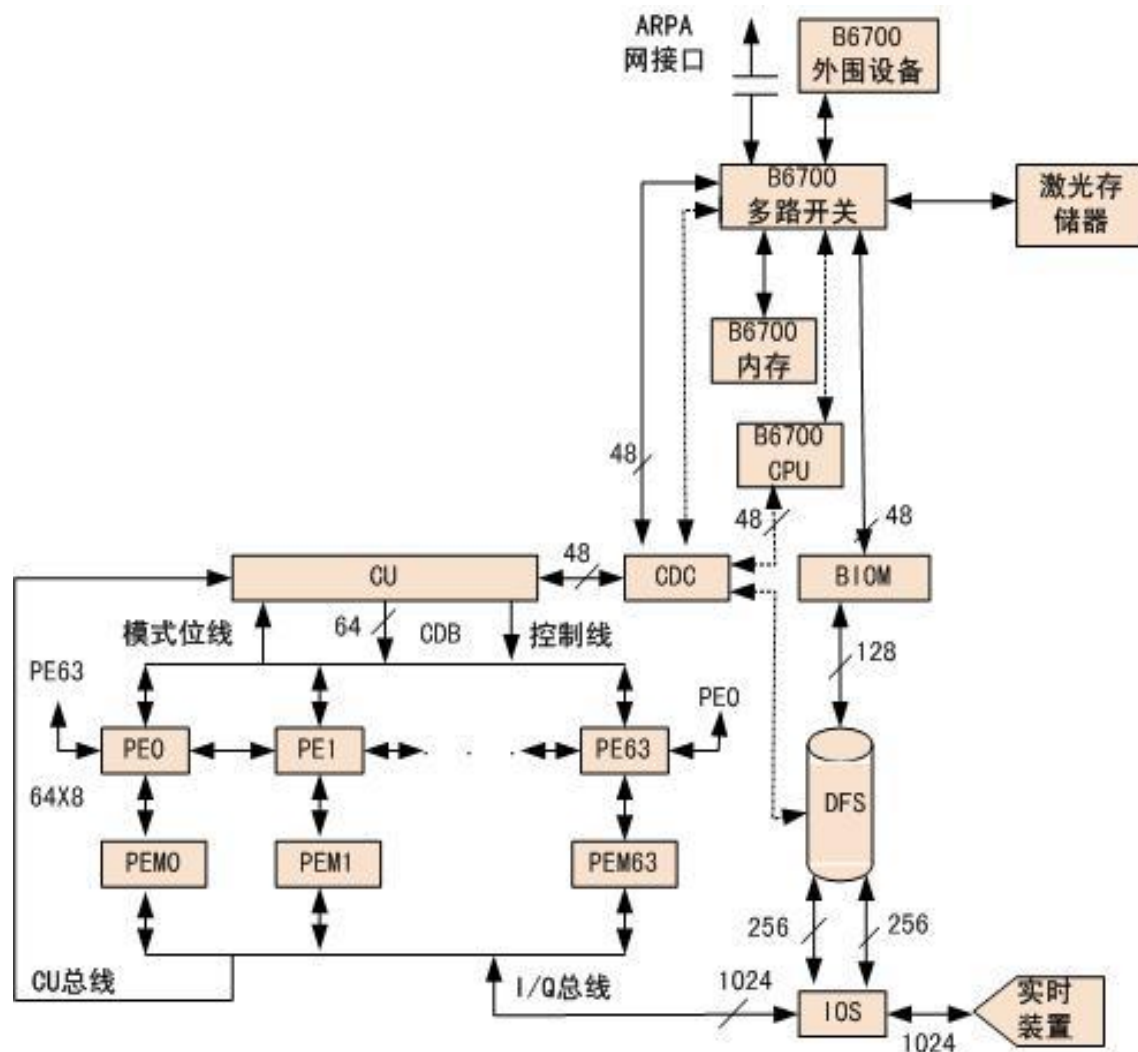 ARPA
网接口
B6700
外围设备
B6700
多路开关
激光存
储器
B6700
内存
B6700
CPU
48
48
48
48
CU
CDC
BIOM
模式位线
64
CDB
控制线
128
PE63
PE0
PE0
PE1
. .
PE63
DFS
64X8
PEM0
PEM1
PEM63
256
256
CU总线
I/Q总线
1024
IOS
实时
装置
1024